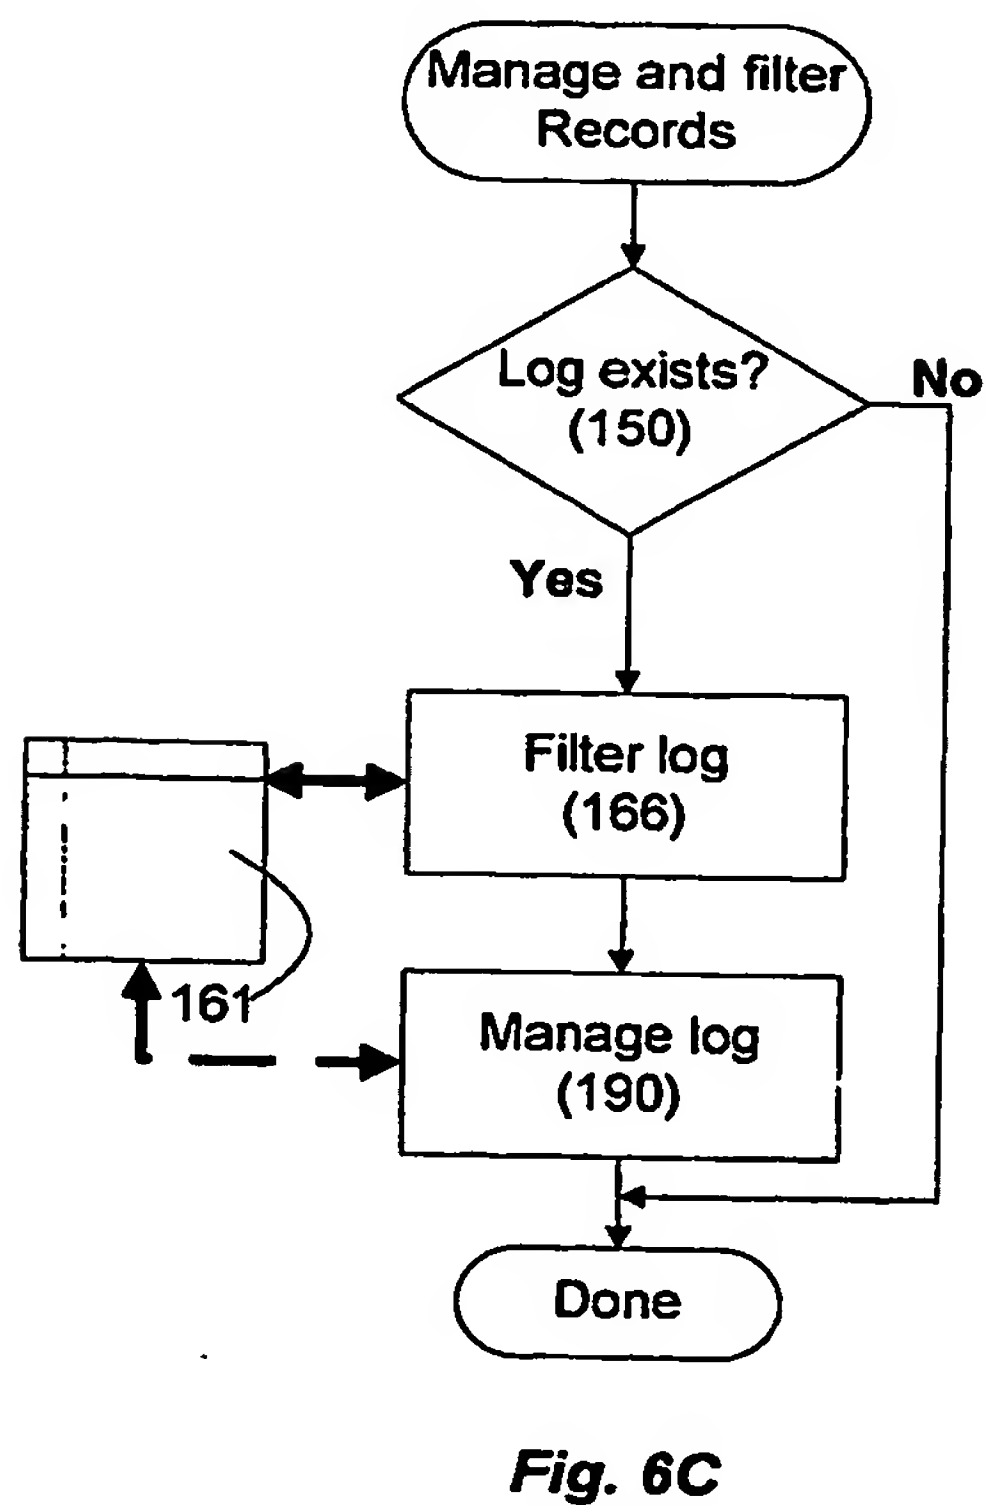 Manage and filter
Records
Log exists?
(150)
No
Yes
Filter log
(166)
161
Manage log
(190)
Done
Fig. 6C